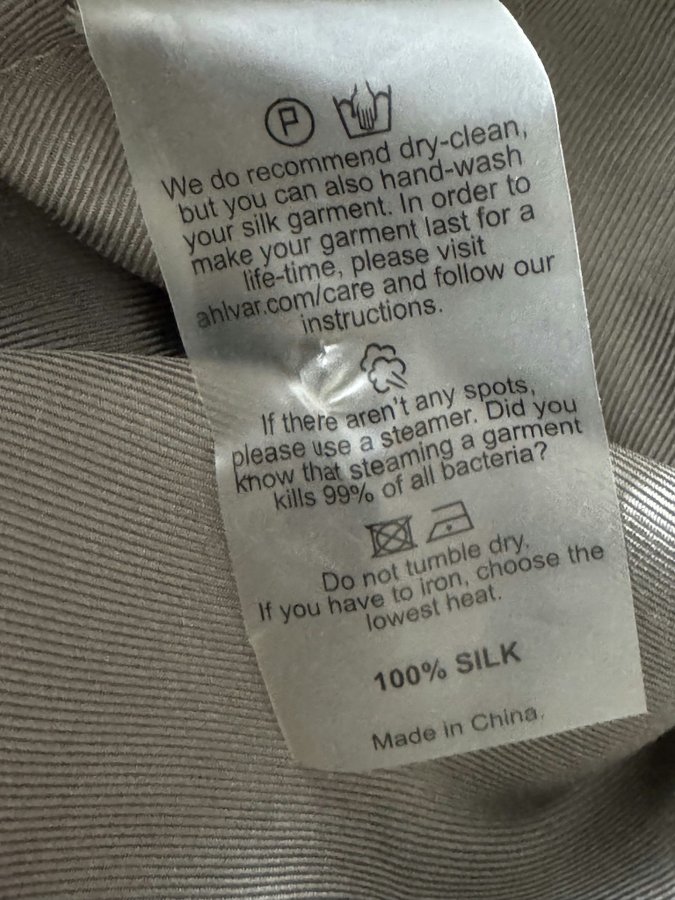 P
We do recommend dry-clean,
but you can also hand-wash
your silk garment. In order to
make your garment last for a
life-time, please visit
ahlvar.com/care and follow our
instructions.
If there aren't any spots,
please use a steamer. Did you
know that steaming a garment
kills 99% of all bacteria?
Do not tumble dry.
If you have to iron, choose the
lowest heat.
100% SILK
Made in China.